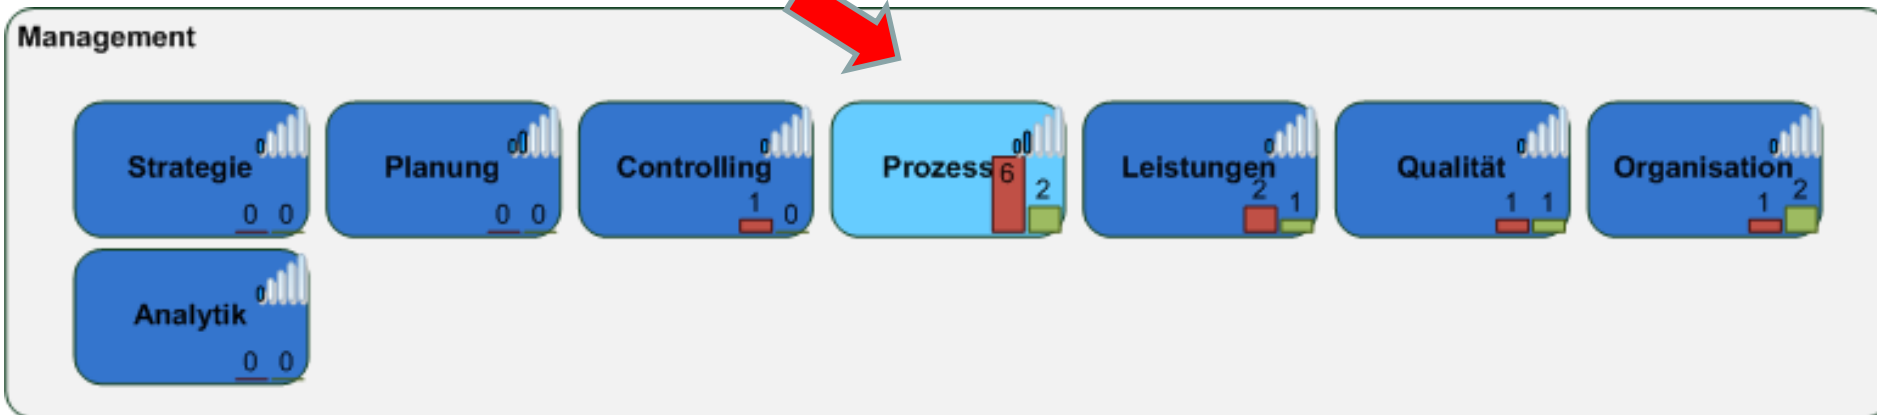 Management
Strategie
0 0
Planung
0 0
Controlling
1 0
Prozess
6 2
Leistungen
2 1
Qualität
1 1
Organisation
1 2
Analytik
0 0